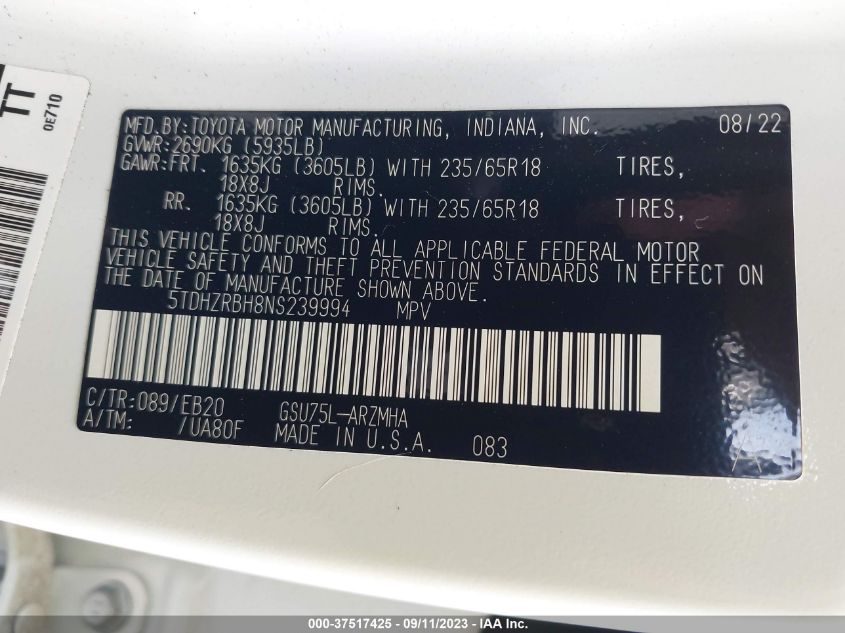 TT
0E710
MFD.BY:TOYOTA MOTOR MANUFACTURING, INDIANA, INC. 08/22
GVWR:2690KG (5935LB)
GAWR:FRT. 1635KG (3605LB) WITH 235/65R18 TIRES,
18X8J RIMS.
RR. 1635KG (3605LB) WITH 235/65R18 TIRES,
18X8J RIMS.
THIS VEHICLE CONFORMS TO ALL APPLICABLE FEDERAL MOTOR
VEHICLE SAFETY AND THEFT PREVENTION STANDARDS IN EFFECT ON
THE DATE OF MANUFACTURE SHOWN ABOVE.
5TDHZRBH8NS239994 MPV
C/TR:089/EB20 GSU75L-ARZMHA
A/TM: /UA80F MADE IN U.S.A. 083
000-37517425 - 09/11/2023 - IAA Inc.